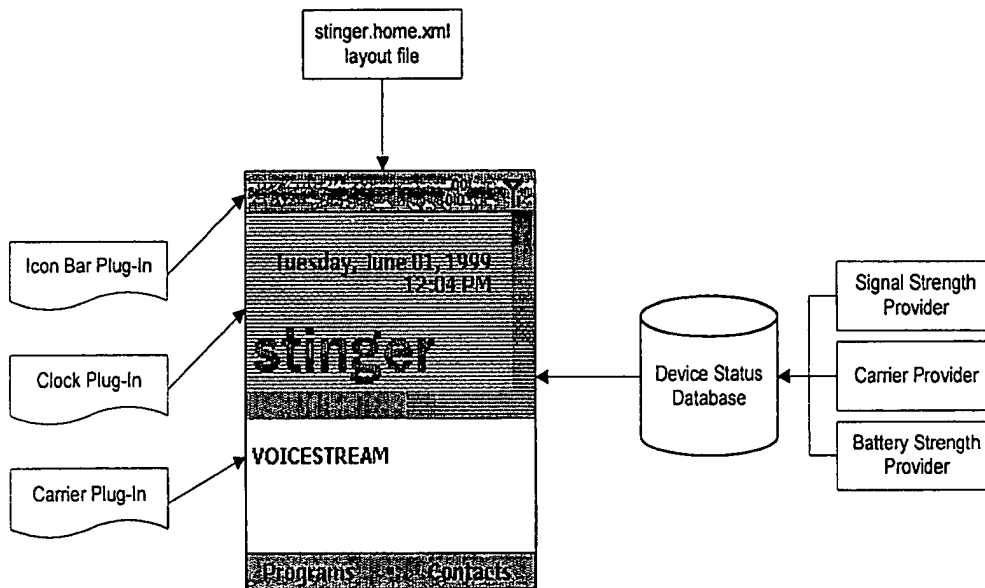 stinger.home.xml
layout file
Icon Bar Plug-In
Clock Plug-In
Carrier Plug-In
Tuesday, June 01, 1999
12:04 PM
stinger
VOICESTREAM
Programs
Contacts
Device Status
Database
Signal Strength
Provider
Carrier Provider
Battery Strength
Provider